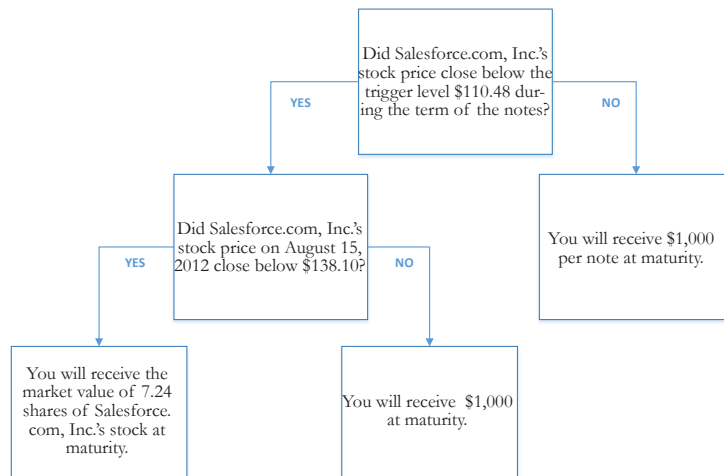 Did Salesforce.com, Inc.'s
stock price close below the
trigger level $110.48 dur-
ing the term of the notes?
YES
NO
Did Salesforce.com, Inc.'s
stock price on August 15,
2012 close below $138.10?
You will receive $1,000
per note at maturity.
YES
NO
You will receive the
market value of 7.24
shares of Salesforce.
com, Inc.'s stock at
maturity.
You will receive $1,000
at maturity.